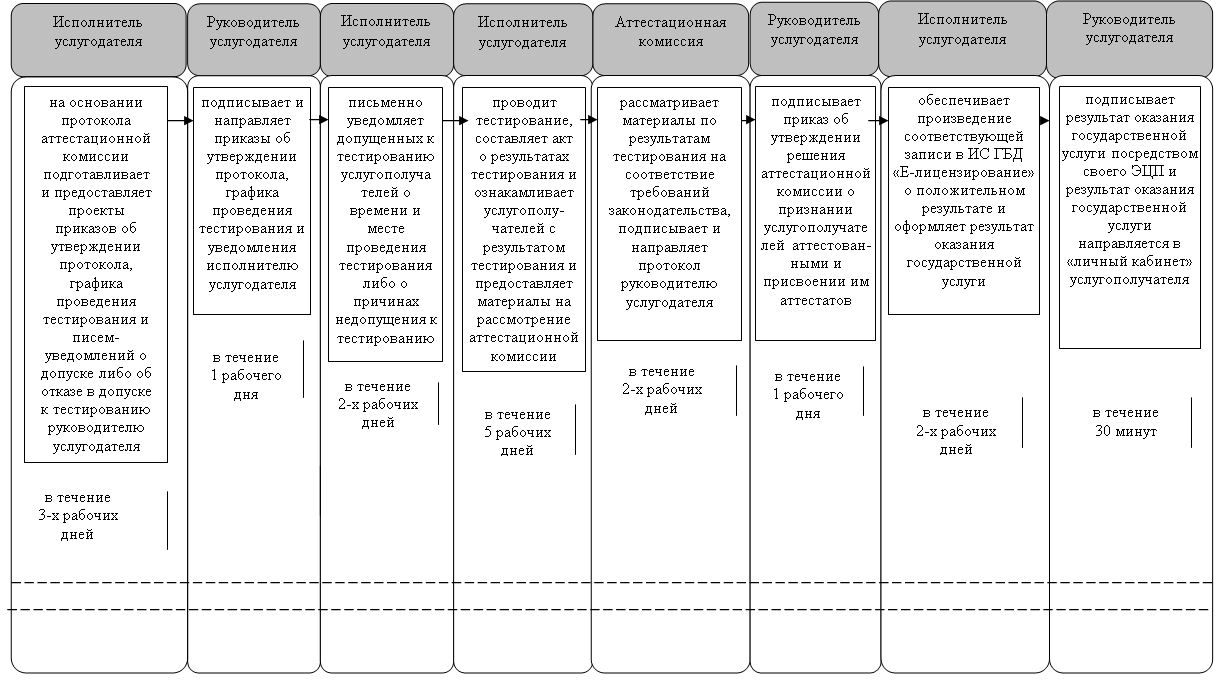 Исполнитель
услугодателя
Руководитель
услугодателя
Исполнитель
услугодателя
Исполнитель
услугодателя
Аттестационная
комиссия
Руководитель
услугодателя
Исполнитель
услугодателя
Руководитель
услугодателя
на основании
протокола
аттестационной
комиссии
подготавливает
и предоставляет
проекты
приказов об
утверждении
протокола,
графика
проведения
тестирования и
писем-
уведомлений о
допуске либо об
отказе в допуске
к тестированию
руководителю
услугодателя
в течение
3-х рабочих
дней
подписывает и
направляет
приказы об
утверждении
протокола,
графика
проведения
тестирования и
уведомления
исполнителю
услугодателя
в течение
1 рабочего
дня
письменно
уведомляет
допущенных к
тестированию
услугополуча
телей о
времени и
месте
проведения
тестирования
либо о
причинах
недопущения к
тестированию
в течение
2-х рабочих
дней
проводит
тестирование,
составляет акт
о результатах
тестирования и
ознакамливает
услугополу-
чателей с
результатом
тестирования и
предоставляет
материалы на
рассмотрение
аттестационной
комиссии
в течение
5 рабочих
дней
рассматривает
материалы по
результатам
тестирования на
соответствие
требований
законодательства,
подписывает и
направляет
протокол
руководителю
услугодателя
в течение
2-х рабочих
дней
подписывает
приказ об
утверждении
решения
аттестационной
комиссии о
признании
услугополучате
лей аттестован-
ными и
присвоении им
аттестатов
в течение
1 рабочего
дня
обеспечивает
произведение
соответствующей
записи в ИС ГБД
«Е-лицензирование»
о положительном
результате и
оформляет результат
оказания
государственной
услуги
в течение
2-х рабочих
дней
подписывает
результат оказания
государственной
услуги посредством
своего ЭЦП и
результат оказания
государственной
услуги
направляется в
«личный кабинет»
услугополучателя
в течение
30 минут